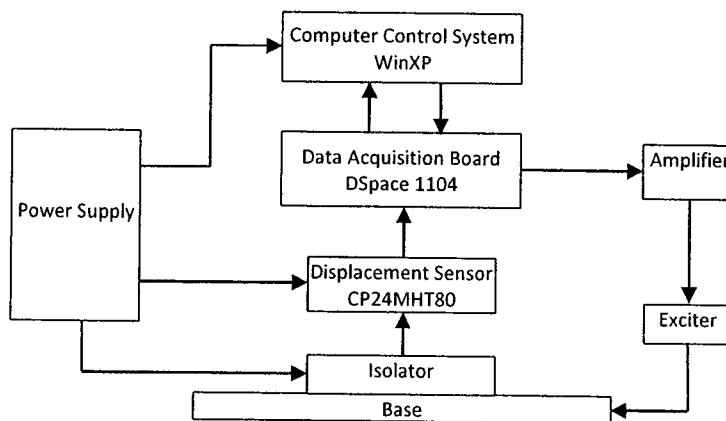 Computer Control System
WinXP
Data Acquisition Board
DSpace 1104
Amplifier
Power Supply
Displacement Sensor
CP24MHT80
Exciter
Isolator
Base